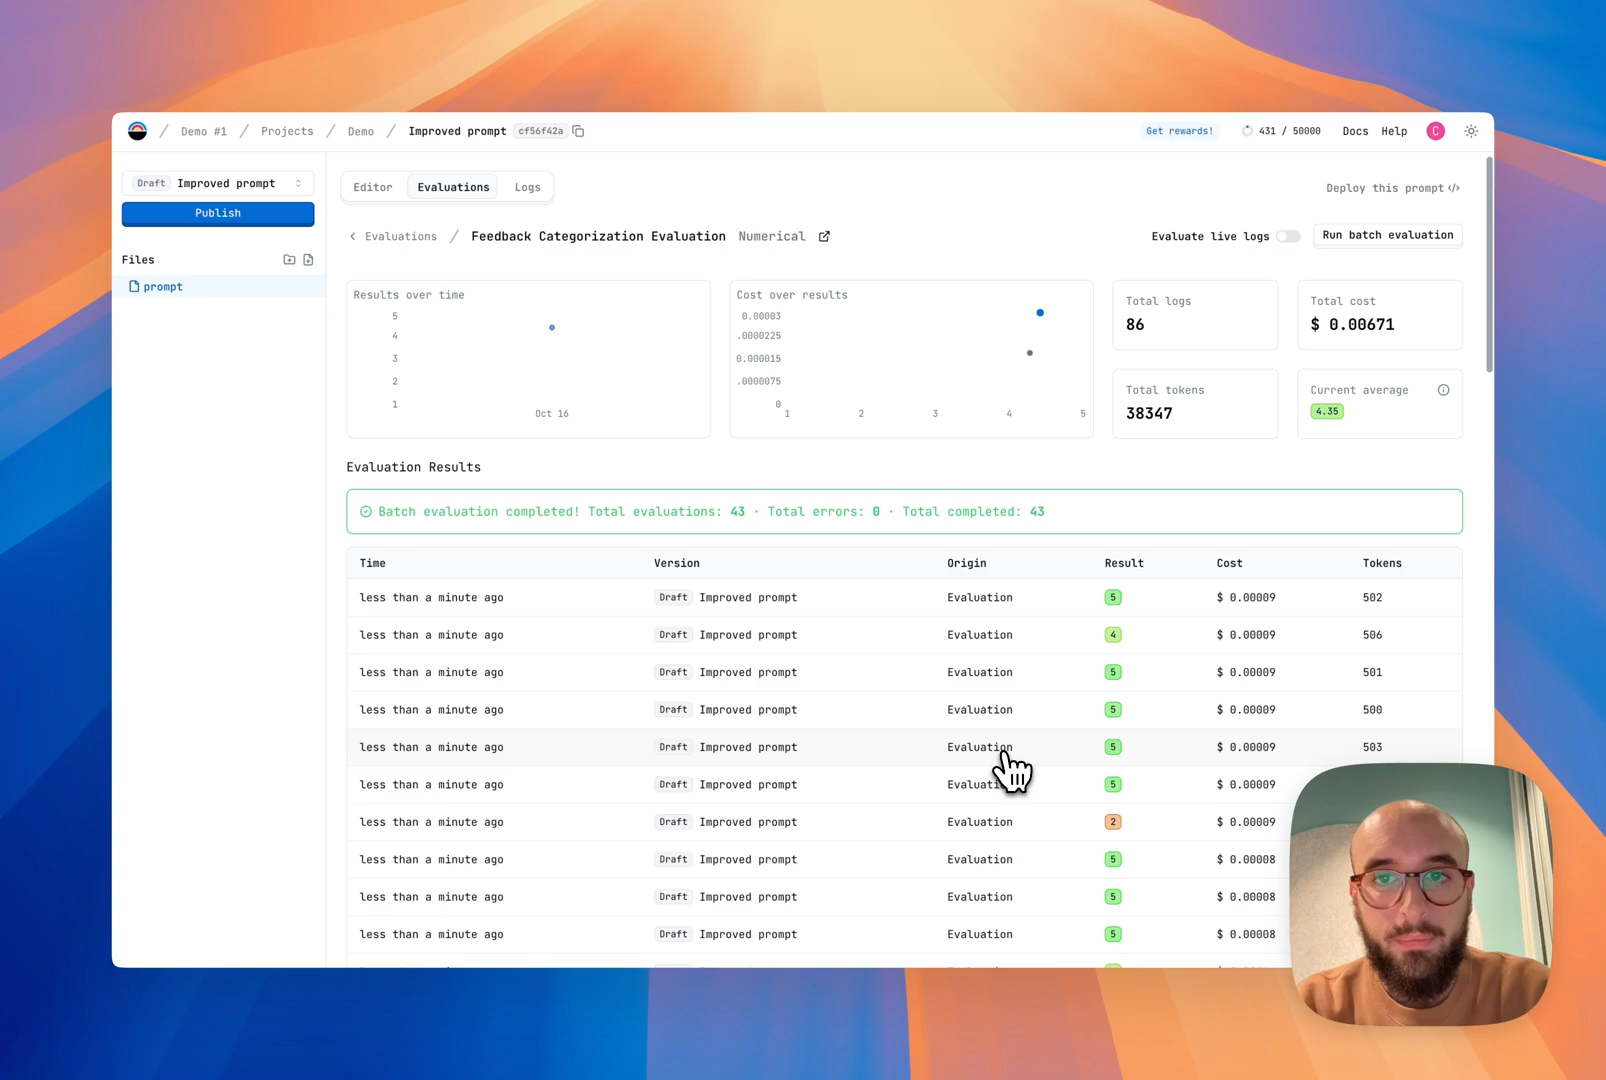 / Demo #1 / Projects / Demo / Improved prompt cf56f42a
Get rewards! 431 / 50000 Docs Help C
Draft Improved prompt
Publish
Files
prompt
Editor Evaluations Logs
Deploy this prompt </>
< Evaluations / Feedback Categorization Evaluation Numerical
Evaluate live logs Run batch evaluation
Results over time
5
4
3
2
1
Oct 16
Cost over results
0.00003
.0000225
0.000015
.0000075
0
1 2 3 4 5
Total logs
86
Total cost
$ 0.00671
Total tokens
38347
Current average
4.35
Evaluation Results
Batch evaluation completed! Total evaluations: 43 · Total errors: 0 · Total completed: 43
Time Version Origin Result Cost Tokens
less than a minute ago Draft Improved prompt Evaluation 5 $ 0.00009 502
less than a minute ago Draft Improved prompt Evaluation 4 $ 0.00009 506
less than a minute ago Draft Improved prompt Evaluation 5 $ 0.00009 501
less than a minute ago Draft Improved prompt Evaluation 5 $ 0.00009 500
less than a minute ago Draft Improved prompt Evaluation 5 $ 0.00009 503
less than a minute ago Draft Improved prompt Evaluation 5 $ 0.00009
less than a minute ago Draft Improved prompt Evaluation 2 $ 0.00009
less than a minute ago Draft Improved prompt Evaluation 5 $ 0.00008
less than a minute ago Draft Improved prompt Evaluation 5 $ 0.00008
less than a minute ago Draft Improved prompt Evaluation 5 $ 0.00008